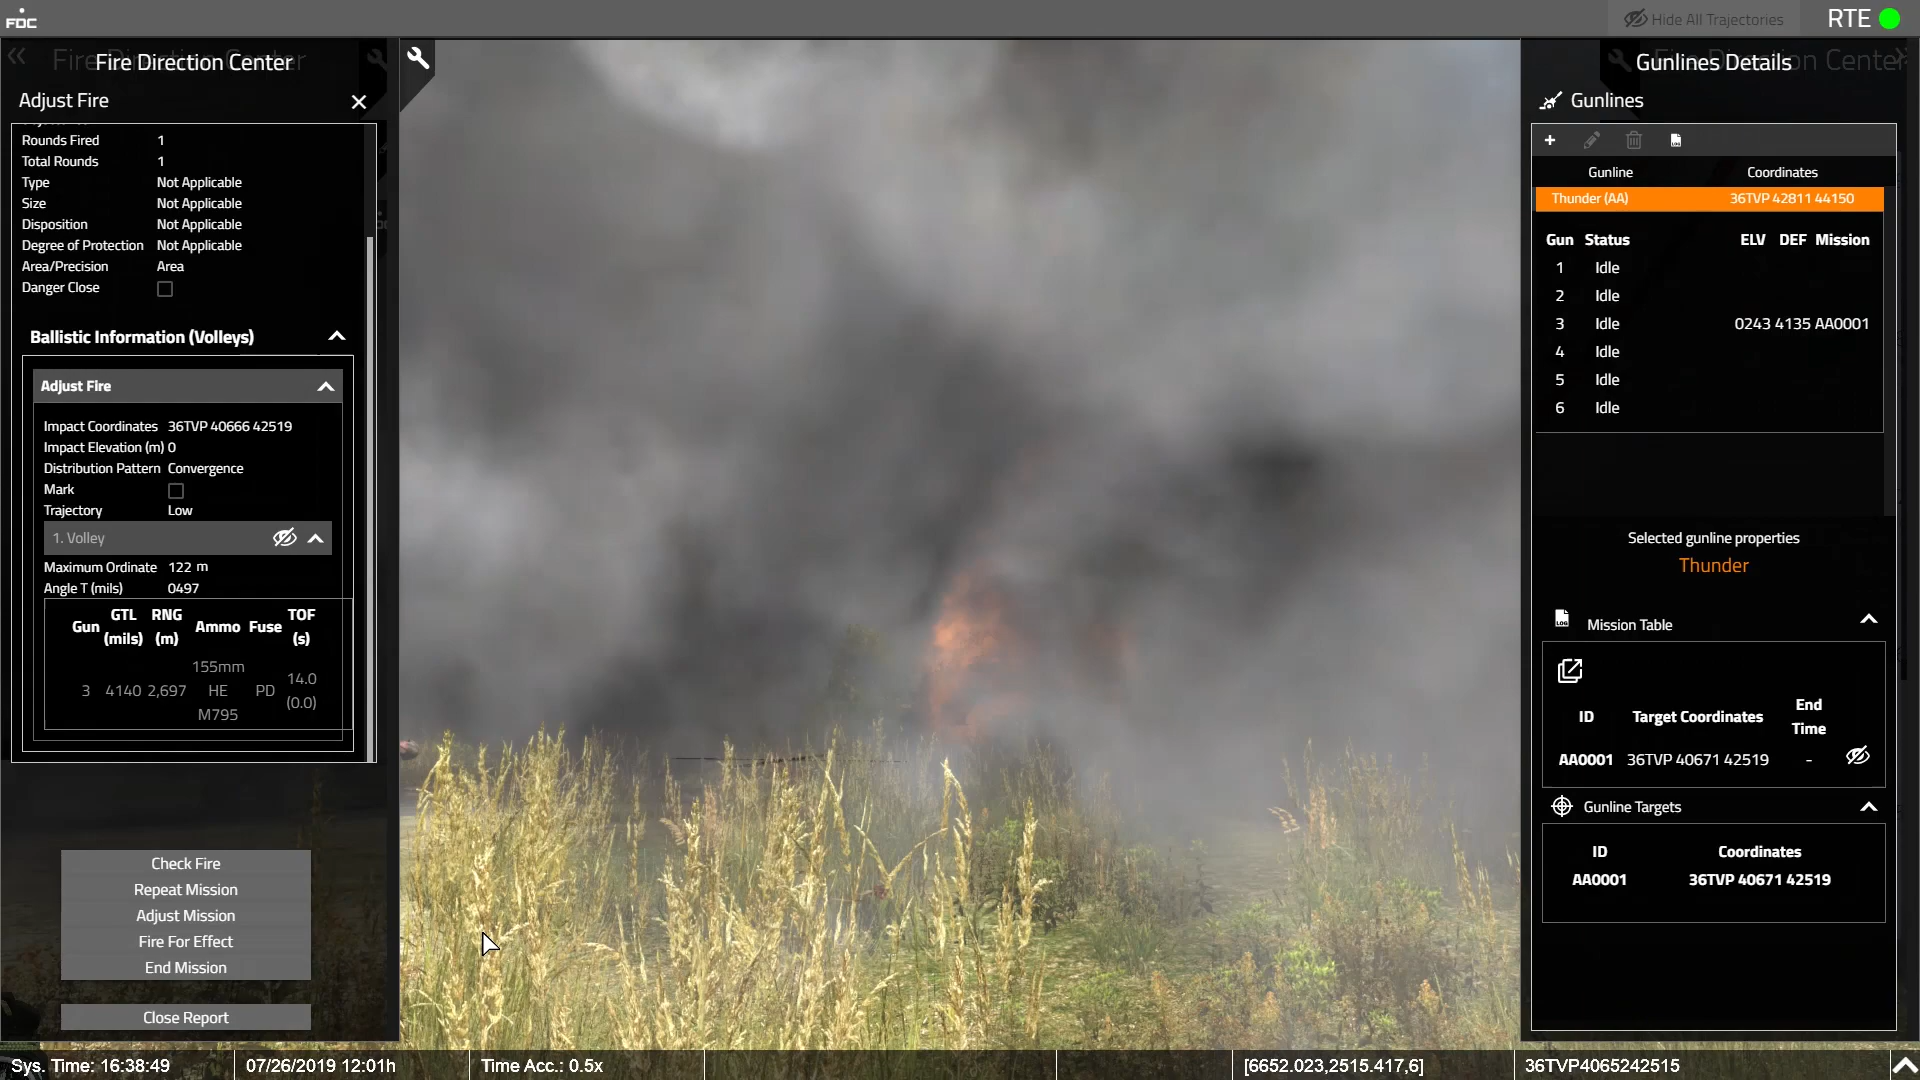 FDC
Hide All Trajectories
RTE
Fire Direction Center
Adjust Fire
Rounds Fired 1
Total Rounds 1
Type Not Applicable
Size Not Applicable
Disposition Not Applicable
Degree of Protection Not Applicable
Area/Precision Area
Danger Close
Ballistic Information (Volleys)
Adjust Fire
Impact Coordinates 36TVP 40666 42519
Impact Elevation (m) 0
Distribution Pattern Convergence
Mark
Trajectory Low
1. Volley
Maximum Ordinate 122 m
Angle T (mils) 0497
Gun GTL (mils) RNG (m) Ammo Fuse TOF (s)
3 4140 2,697 155mm HE M795 PD 14.0 (0.0)
Check Fire
Repeat Mission
Adjust Mission
Fire For Effect
End Mission
Close Report
Gunlines Details
Gunlines
Gunline Coordinates
Thunder (AA) 36TVP 42811 44150
Gun Status ELV DEF Mission
1 Idle
2 Idle
3 Idle 0243 4135 AA0001
4 Idle
5 Idle
6 Idle
Selected gunline properties
Thunder
LOG
Mission Table
ID Target Coordinates End Time
AA0001 36TVP 40671 42519 -
Gunline Targets
ID Coordinates
AA0001 36TVP 40671 42519
Sys. Time: 16:38:49 07/26/2019 12:01h Time Acc.: 0.5x [6652.023,2515.417,6] 36TVP4065242515